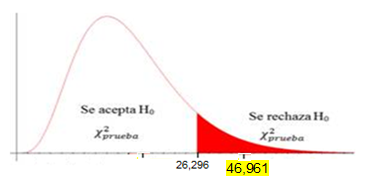 Se acepta H₀
χ²prueba
Se rechaza H₀
χ²prueba
26,296
46,961